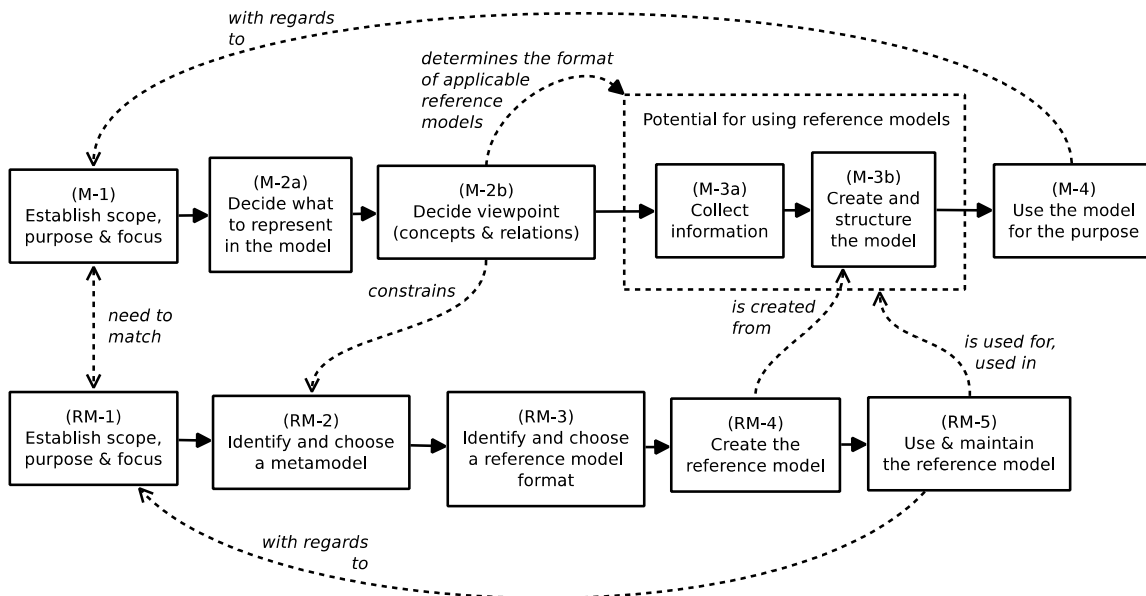 with regards
to
determines the format
of applicable
reference
models
Potential for using reference models
(M-1)
Establish scope,
purpose & focus
(M-2a)
Decide what
to represent
in the model
(M-2b)
Decide viewpoint
(concepts & relations)
(M-3a)
Collect
information
(M-3b)
Create and
structure
the model
(M-4)
Use the model
for the purpose
need to
match
constrains
is created
from
is used for,
used in
(RM-1)
Establish scope,
purpose & focus
(RM-2)
Identify and choose
a metamodel
(RM-3)
Identify and choose
a reference model
format
(RM-4)
Create the
reference model
(RM-5)
Use & maintain
the reference model
with regards
to